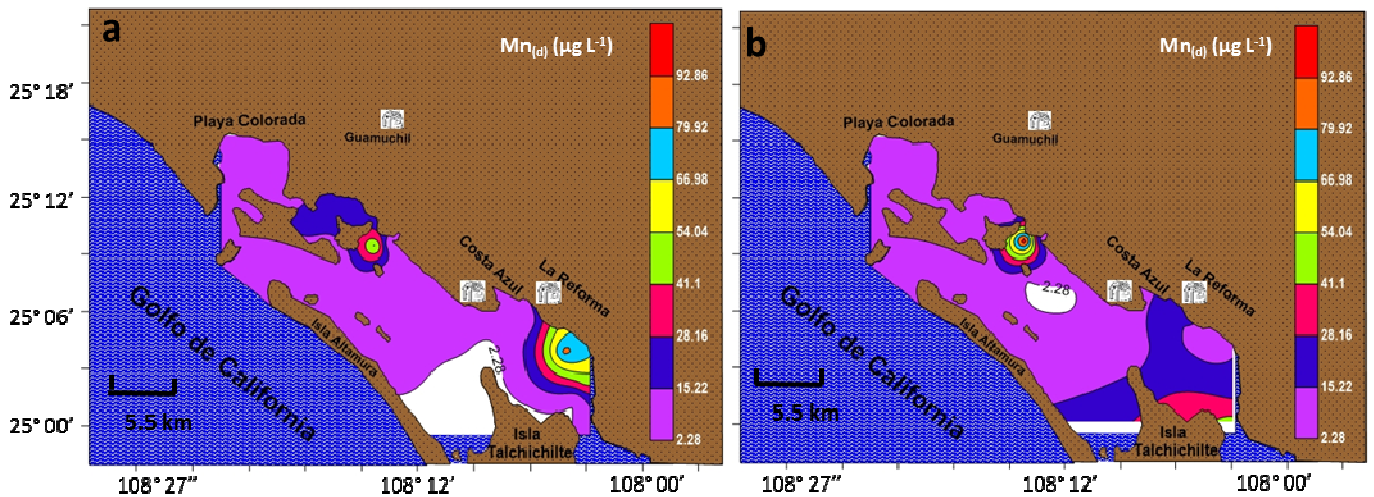 a
Mn(d) (µg L-1)
92.86
79.92
66.98
54.04
41.1
28.16
15.22
2.28
25° 18′
25° 12′
25° 06′
25° 00′
Playa Colorada
Guamuchil
Costa Azul
La Reforma
Isla Altamura
Golfo de California
2.28
5.5 km
Isla
Talchichilte
108° 27″
108° 12′
108° 00′
b
Mn(d) (µg L-1)
92.86
79.92
66.98
54.04
41.1
28.16
15.22
2.28
Playa Colorada
Guamuchil
Costa Azul
La Reforma
Isla Altamura
Golfo de California
2.28
5.5 km
Isla
Talchichilte
108° 27″
108° 12′
108° 00′